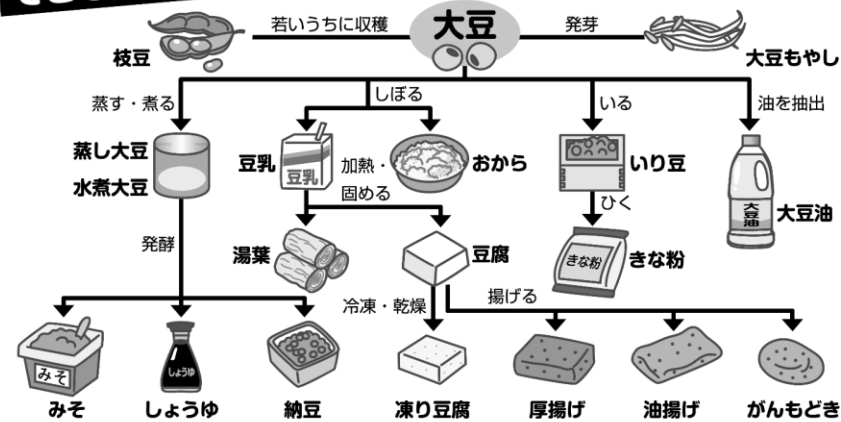 大豆
若いうちに収穫
発芽
枝豆
大豆もやし
蒸す・煮る
しぼる
いる
油を抽出
蒸し大豆
水煮大豆
豆乳
豆乳
加熱・
固める
おから
いり豆
大豆油
大豆油
ひく
発酵
湯葉
豆腐
きな粉
きな粉
冷凍・乾燥
揚げる
みそ
しょうゆ
みそ
しょうゆ
納豆
凍り豆腐
厚揚げ
油揚げ
がんもどき